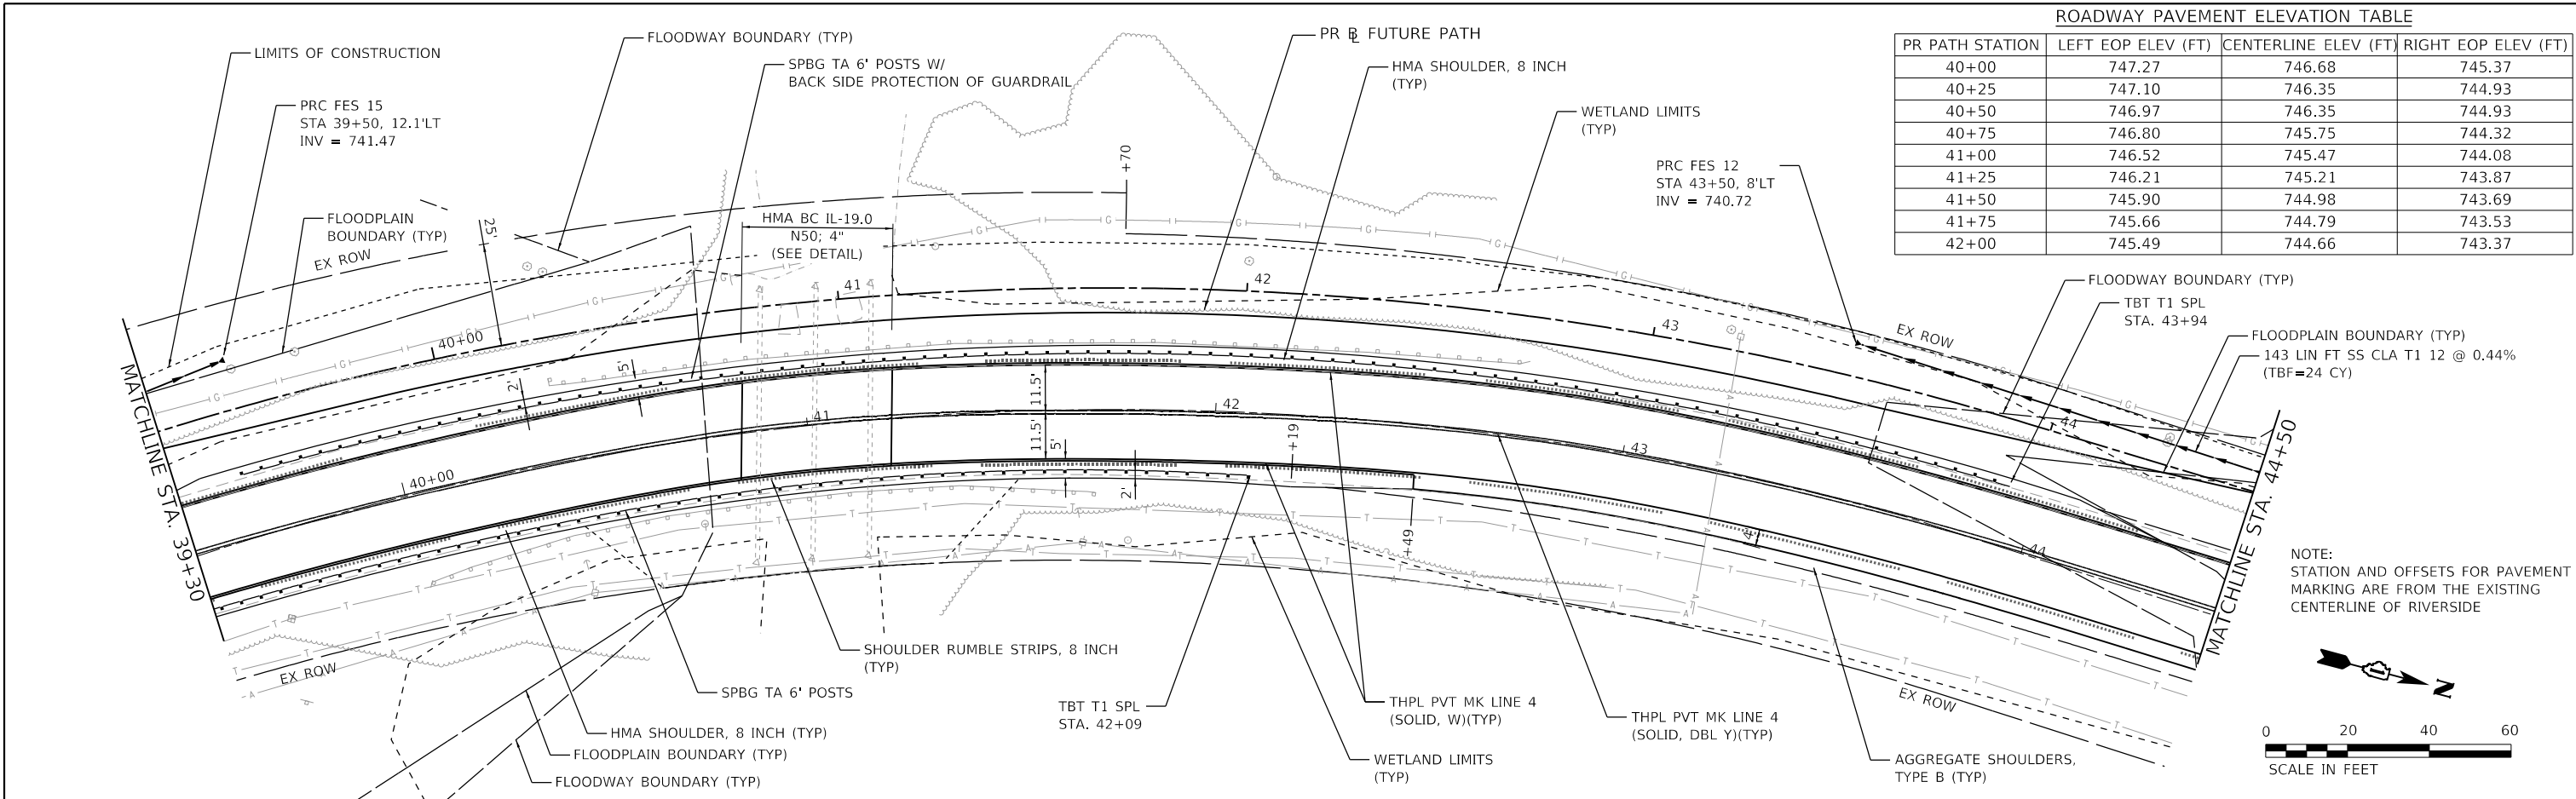 ROADWAY PAVEMENT ELEVATION TABLE
PR PATH STATION LEFT EOP ELEV (FT) CENTERLINE ELEV (FT) RIGHT EOP ELEV (FT)
40+00 747.27 746.68 745.37
40+25 747.10 746.35 744.93
40+50 746.97 746.35 744.93
40+75 746.80 745.75 744.32
41+00 746.52 745.47 744.08
41+25 746.21 745.21 743.87
41+50 745.90 744.98 743.69
41+75 745.66 744.79 743.53
42+00 745.49 744.66 743.37
LIMITS OF CONSTRUCTION
FLOODWAY BOUNDARY (TYP)
SPBG TA 6' POSTS W/
BACK SIDE PROTECTION OF GUARDRAIL
PR ℄ FUTURE PATH
HMA SHOULDER, 8 INCH
(TYP)
WETLAND LIMITS
(TYP)
PRC FES 15
STA 39+50, 12.1'LT
INV = 741.47
PRC FES 12
STA 43+50, 8'LT
INV = 740.72
+70
FLOODPLAIN
BOUNDARY (TYP)
EX ROW
25'
HMA BC IL-19.0
N50; 4"
(SEE DETAIL)
FLOODWAY BOUNDARY (TYP)
TBT T1 SPL
STA. 43+94
FLOODPLAIN BOUNDARY (TYP)
143 LIN FT SS CLA T1 12 @ 0.44%
(TBF=24 CY)
EX ROW
40+00
41
42
43
44
2'
5'
11.5'
11.5'
5'
2'
+19
+49
4'
40+00
41
42
43
44
MATCHLINE STA. 39+30
MATCHLINE STA. 44+50
EX ROW
EX ROW
SHOULDER RUMBLE STRIPS, 8 INCH
(TYP)
SPBG TA 6' POSTS
HMA SHOULDER, 8 INCH (TYP)
FLOODPLAIN BOUNDARY (TYP)
FLOODWAY BOUNDARY (TYP)
TBT T1 SPL
STA. 42+09
THPL PVT MK LINE 4
(SOLID, W)(TYP)
WETLAND LIMITS
(TYP)
THPL PVT MK LINE 4
(SOLID, DBL Y)(TYP)
AGGREGATE SHOULDERS,
TYPE B (TYP)
NOTE:
STATION AND OFFSETS FOR PAVEMENT
MARKING ARE FROM THE EXISTING
CENTERLINE OF RIVERSIDE
N
0 20 40 60
SCALE IN FEET